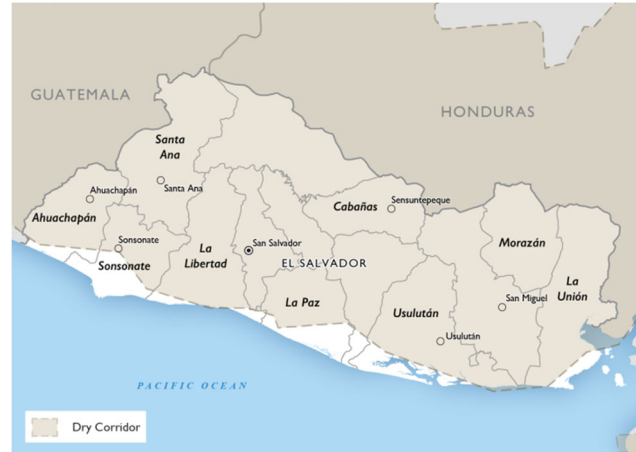 GUATEMALA
HONDURAS
Santa
Ana
Ahuachapán
Santa Ana
Ahuachapán
Cabañas
Sensuntepeque
Sonsonate
Sonsonate
La
Libertad
San Salvador
EL SALVADOR
Morazán
La
Unión
La Paz
Usulután
San Miguel
Usulután
PACIFIC OCEAN
Dry Corridor